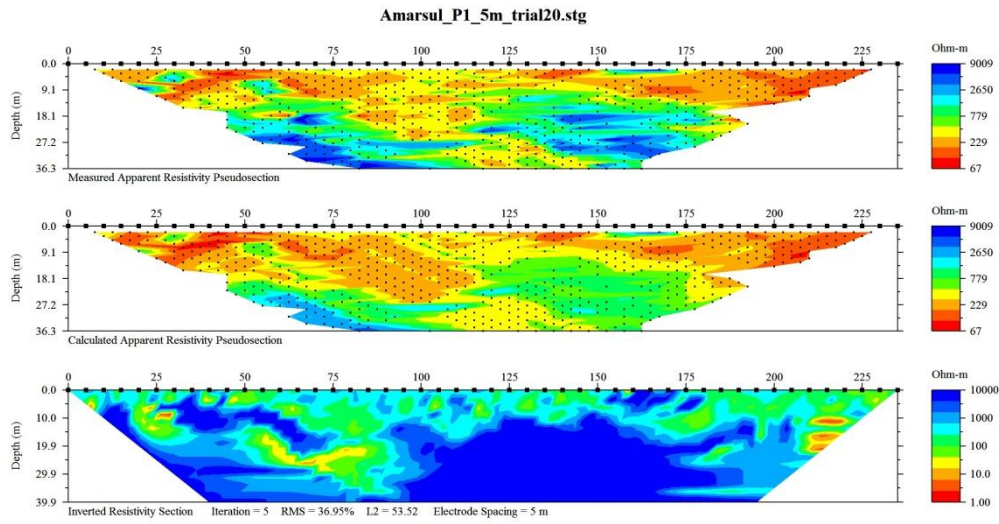 Amarsul_P1_5m_trial20.stg
0 25 50 75 100 125 150 175 200 225 Ohm-m
0.0 9009
9.1 2650
18.1 779
27.2 229
36.3 67
Depth (m)
Measured Apparent Resistivity Pseudosection
0 25 50 75 100 125 150 175 200 225 Ohm-m
0.0 9009
9.1 2650
18.1 779
27.2 229
36.3 67
Depth (m)
Calculated Apparent Resistivity Pseudosection
0 25 50 75 100 125 150 175 200 225 Ohm-m
0.0 10000
10.0 1000
19.9 100
29.9 10.0
39.9 1.00
Depth (m)
Inverted Resistivity Section Iteration = 5 RMS = 36.95% L2 = 53.52 Electrode Spacing = 5 m